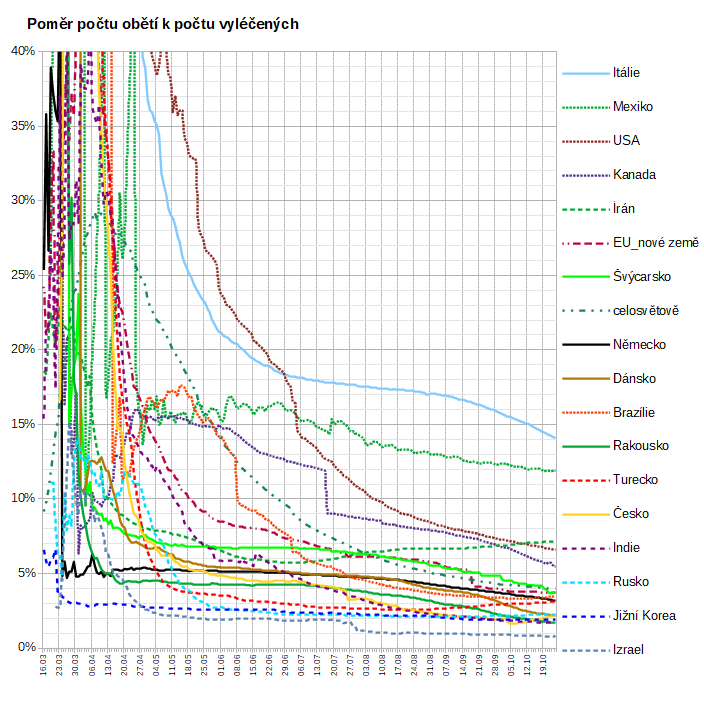 Poměr počtu obětí k počtu vyléčených
40%
35%
30%
25%
20%
15%
10%
5%
0%
16.03
23.03
30.03
06.04
13.04
20.04
27.04
04.05
11.05
18.05
25.05
01.06
08.06
15.06
22.06
29.06
06.07
13.07
20.07
27.07
03.08
10.08
17.08
24.08
31.08
07.09
14.09
21.09
28.09
05.10
12.10
19.10
Itálie
Mexiko
USA
Kanada
Írán
EU_nové země
Švýcarsko
celosvětově
Německo
Dánsko
Brazílie
Rakousko
Turecko
Česko
Indie
Rusko
Jižní Korea
Izrael